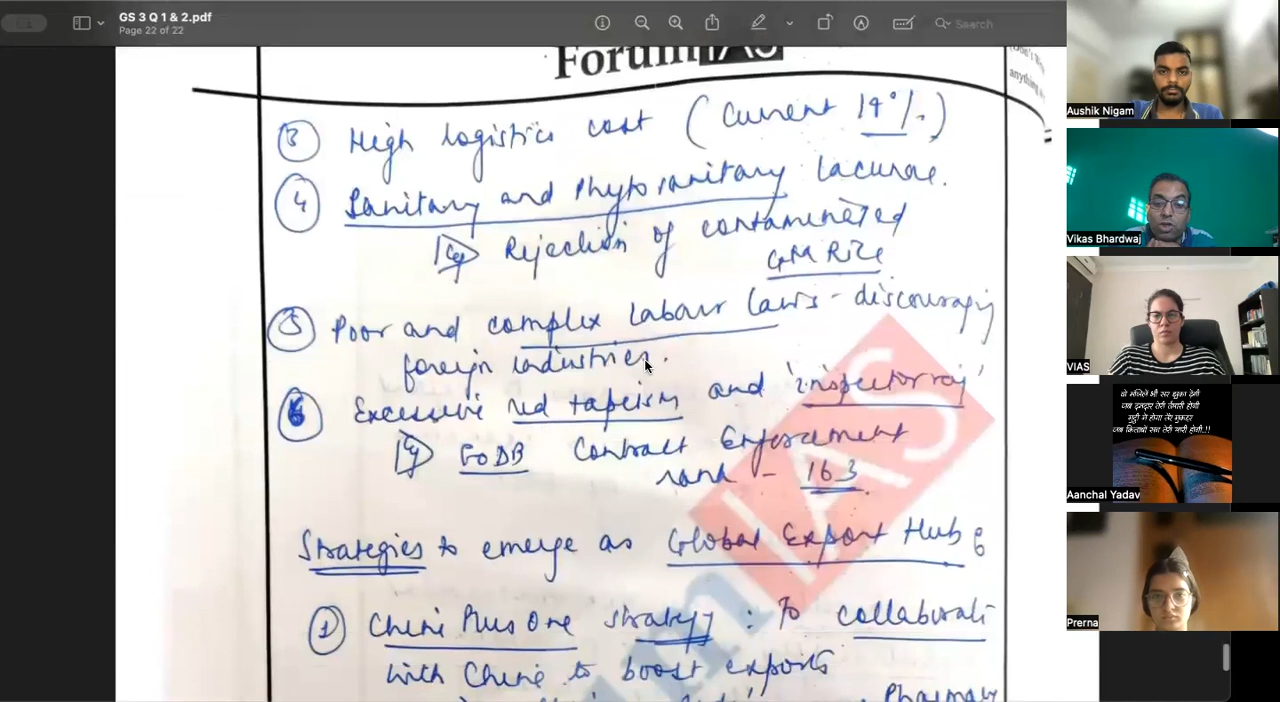 GS 3 Q 1 & 2.pdf
Page 22 of 22
Search
ForumIAS
anything
③ High logistics cost (Current 14%.)
④ Sanitary and Phytosanitary lacunae.
Eg Rejection of contaminated
GM Rice
⑤ Poor and complex labour laws - discouraging
foreign industries.
⑥ Excessive red tapeism and 'inspector raj'
Eg EoDB Contract Enforcement
rank - 163.
Strategies to emerge as Global Export Hub :
① China Plus One strategy : To collaborate
with China to boost exports
Pharmacy
IAS
Aushik Nigam
Vikas Bhardwaj
VIAS
Aanchal Yadav
Prerna